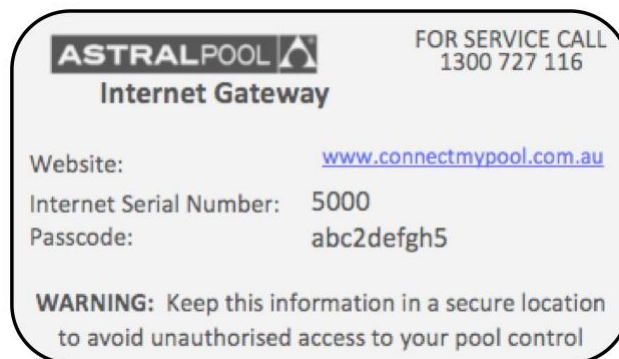 ASTRALPOOL
FOR SERVICE CALL
1300 727 116
Internet Gateway
Website: www.connectmypool.com.au
Internet Serial Number: 5000
Passcode: abc2defgh5
WARNING: Keep this information in a secure location
to avoid unauthorised access to your pool control